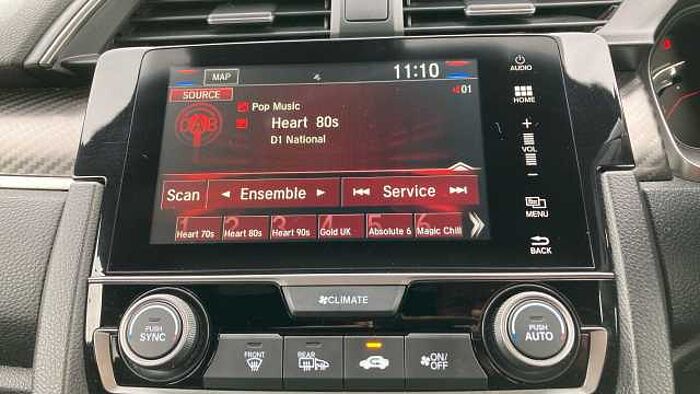 MAP
11:10
SOURCE
01
Pop Music
DAB
Heart 80s
D1 National
Scan ◄ Ensemble ► Service
1 2 3 4 5 6
Heart 70s Heart 80s Heart 90s Gold UK Absolute 6 Magic Chill
AUDIO
HOME
+
VOL
−
MENU
BACK
CLIMATE
PUSH
SYNC
FRONT
REAR
ON/
OFF
PUSH
AUTO